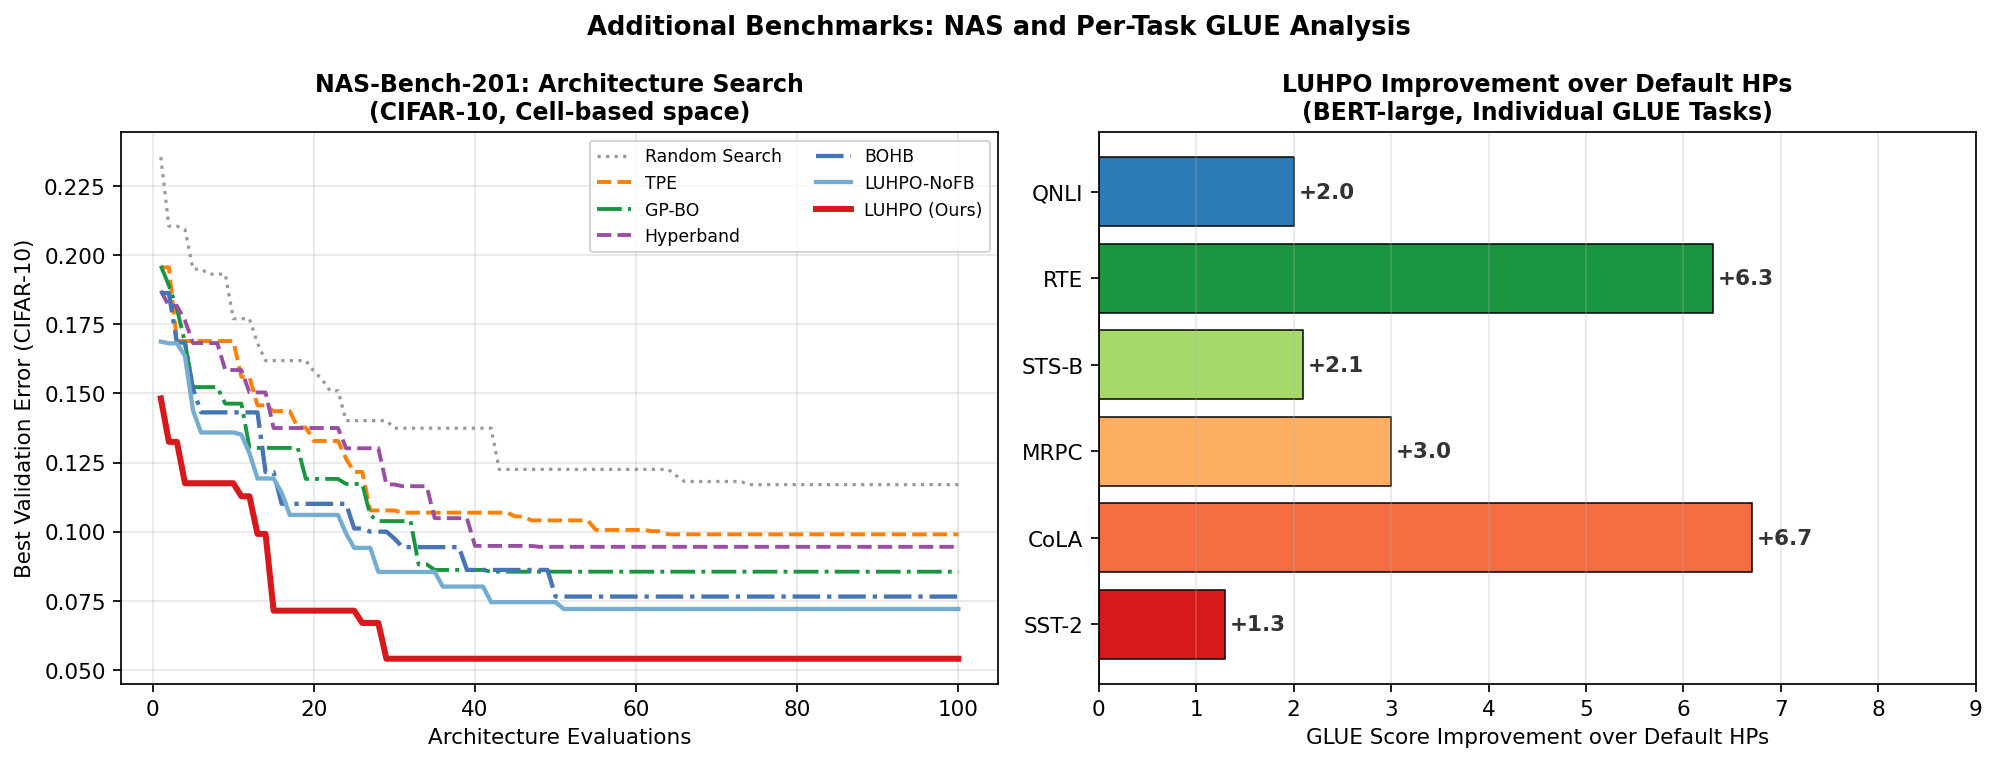 Additional Benchmarks: NAS and Per-Task GLUE Analysis
NAS-Bench-201: Architecture Search
(CIFAR-10, Cell-based space)
Best Validation Error (CIFAR-10)
0.225
0.200
0.175
0.150
0.125
0.100
0.075
0.050
Random Search
TPE
GP-BO
Hyperband
BOHB
LUHPO-NoFB
LUHPO (Ours)
0 20 40 60 80 100
Architecture Evaluations
LUHPO Improvement over Default HPs
(BERT-large, Individual GLUE Tasks)
QNLI +2.0
RTE +6.3
STS-B +2.1
MRPC +3.0
CoLA +6.7
SST-2 +1.3
0 1 2 3 4 5 6 7 8 9
GLUE Score Improvement over Default HPs